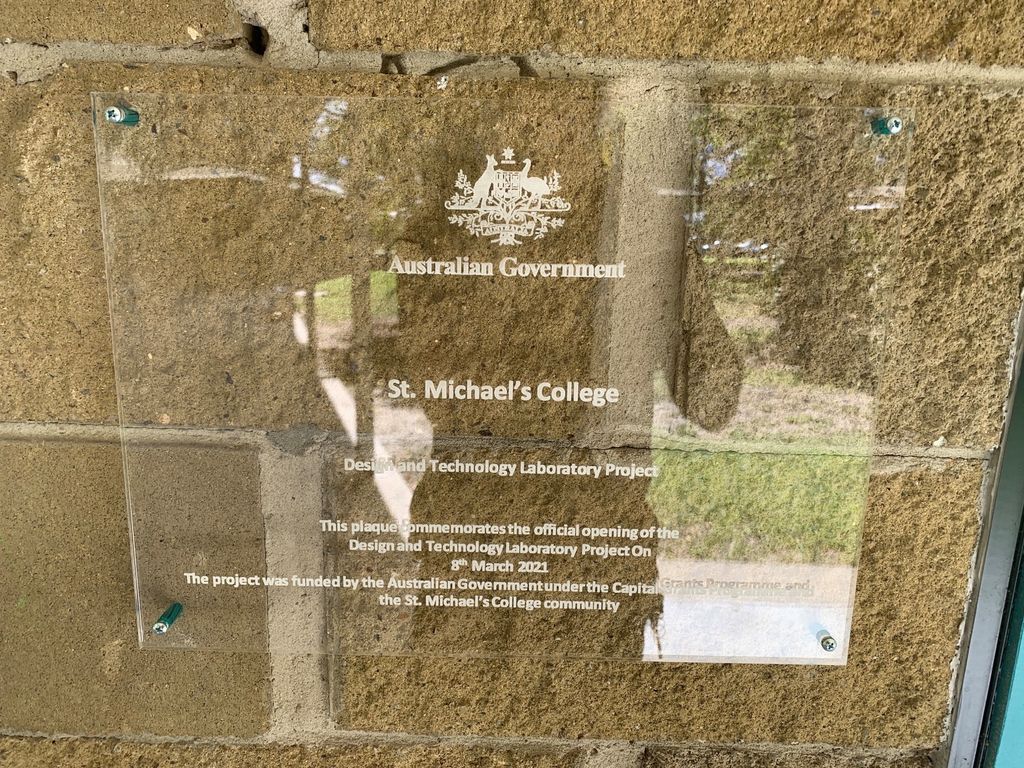 AUSTRALIA
Australian Government
St. Michael's College
Design and Technology Laboratory Project
This plaque commemorates the official opening of the
Design and Technology Laboratory Project On
8th March 2021
The project was funded by the Australian Government under the Capital Grants Programme and
the St. Michael's College community